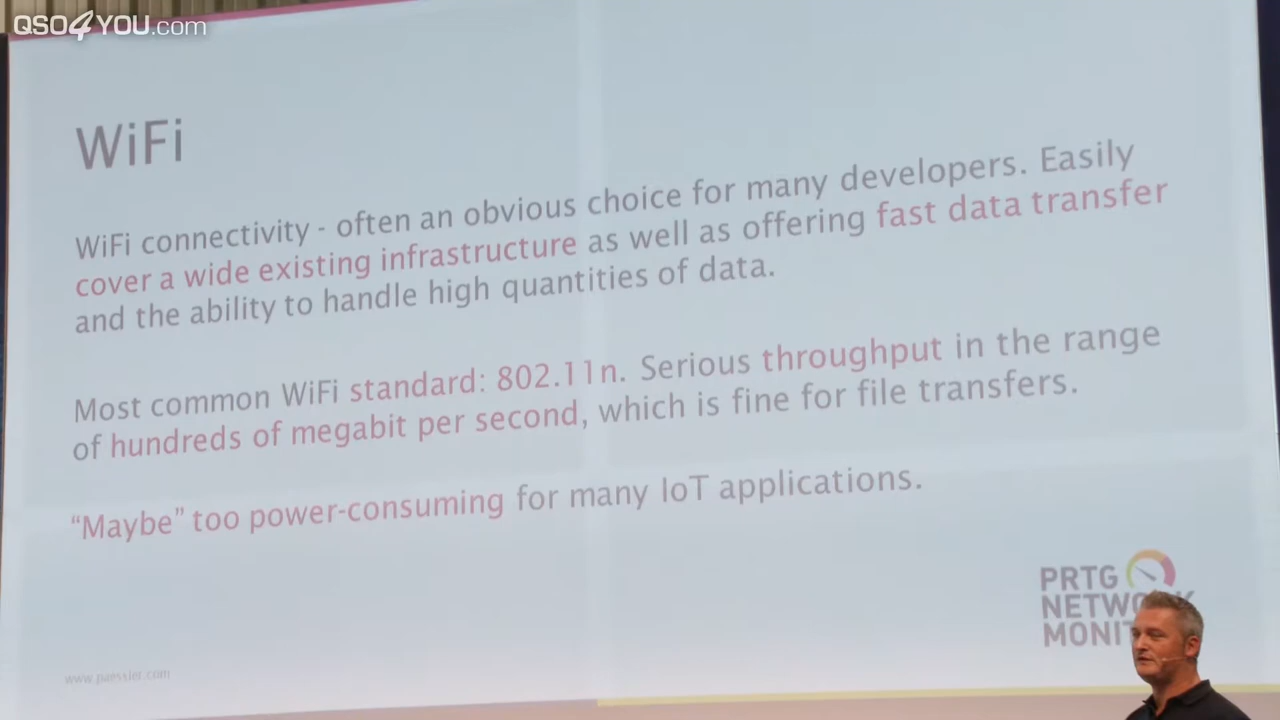 QSO4YOU.com
WiFi
WiFi connectivity - often an obvious choice for many developers. Easily
cover a wide existing infrastructure as well as offering fast data transfer
and the ability to handle high quantities of data.
Most common WiFi standard: 802.11n. Serious throughput in the range
of hundreds of megabit per second, which is fine for file transfers.
“Maybe” too power-consuming for many IoT applications.
PRTG
NETWORK
MONI
www.paessler.com